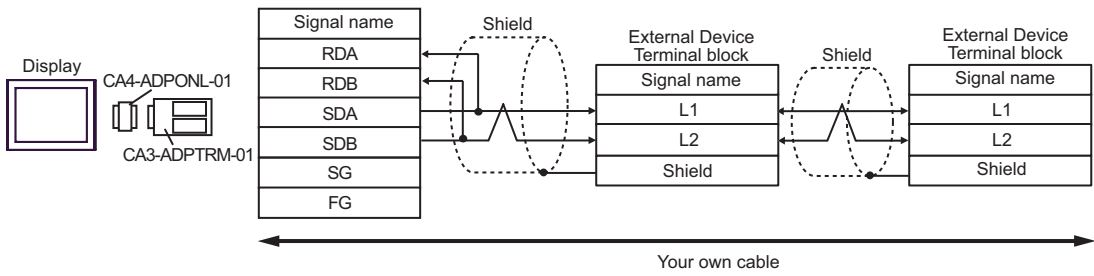 Display
CA4-ADPONL-01
CA3-ADPTRM-01
Signal name
RDA
RDB
SDA
SDB
SG
FG
Shield
External Device
Terminal block
Signal name
L1
L2
Shield
Shield
External Device
Terminal block
Signal name
L1
L2
Shield
Your own cable